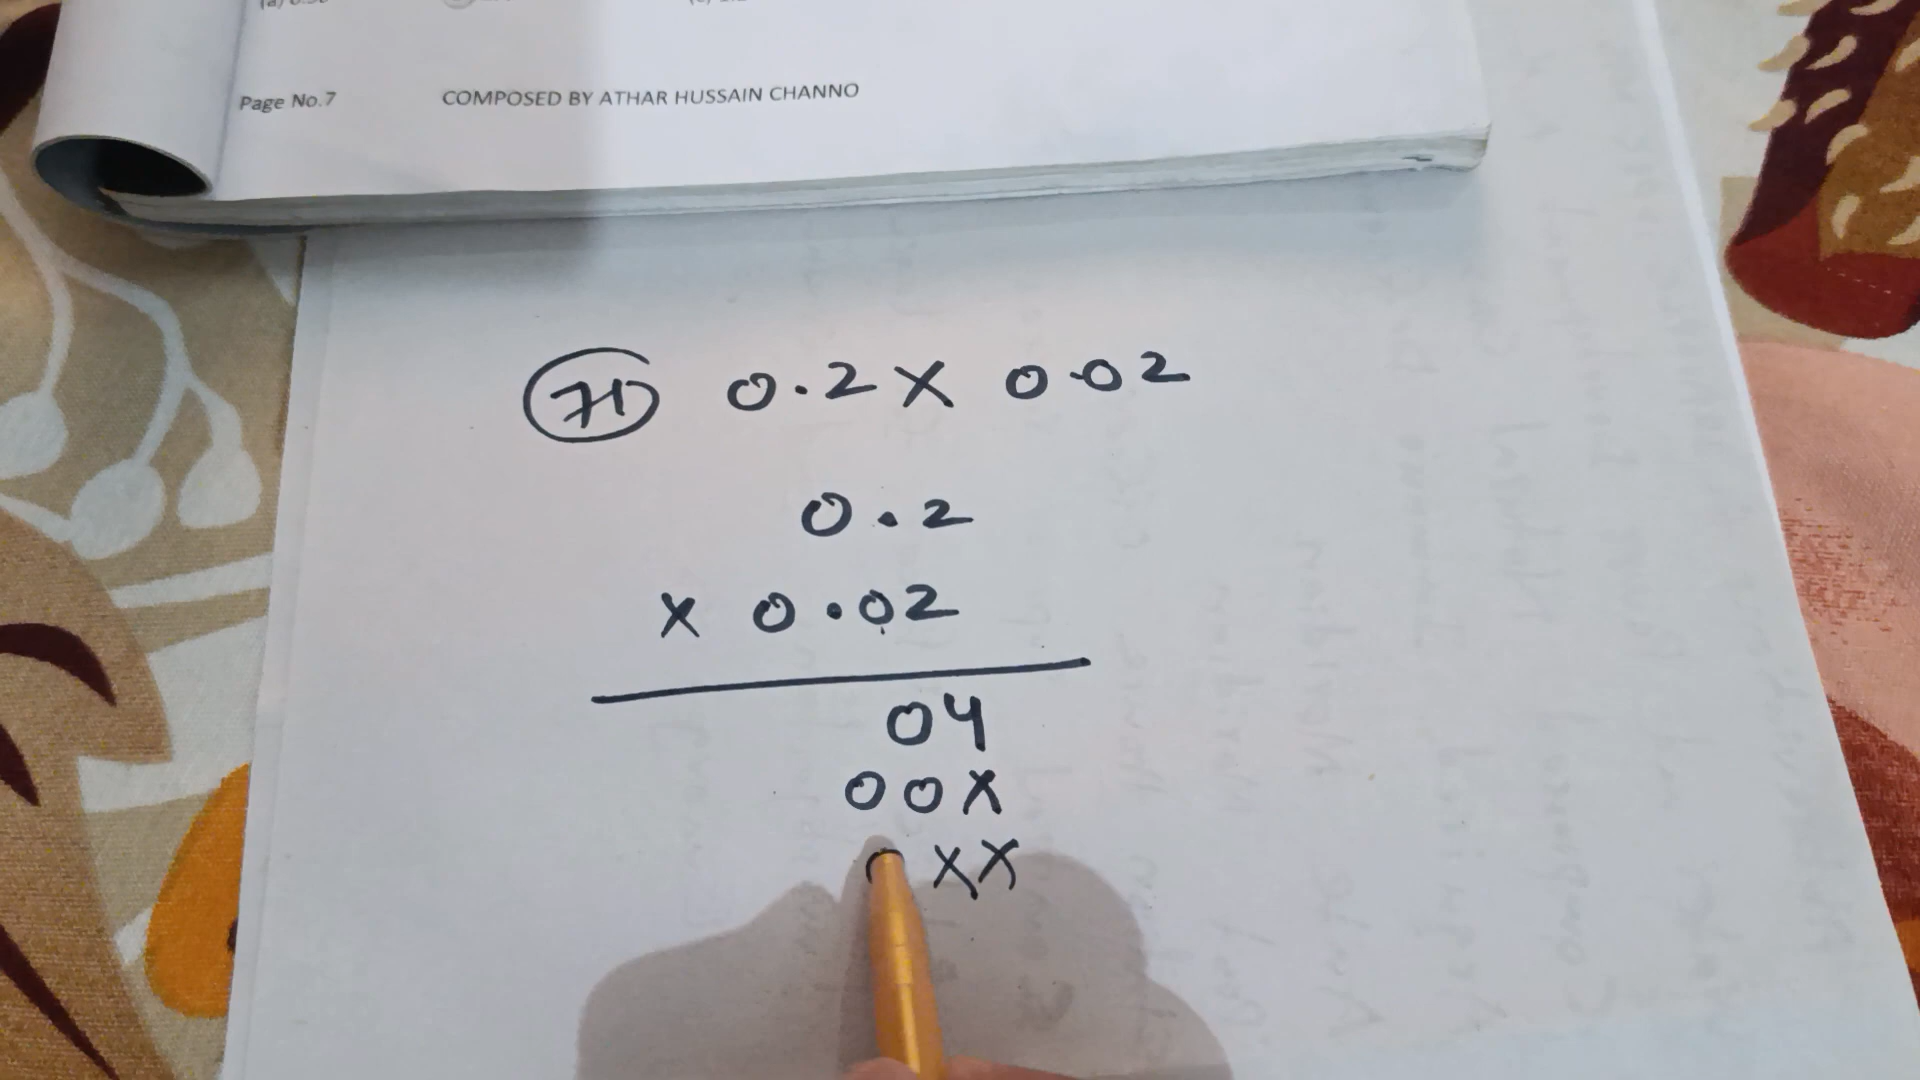 Page No.7 COMPOSED BY ATHAR HUSSAIN CHANNO
71 0.2 X 0.02
0.2
X 0.02
04
00X
0XX